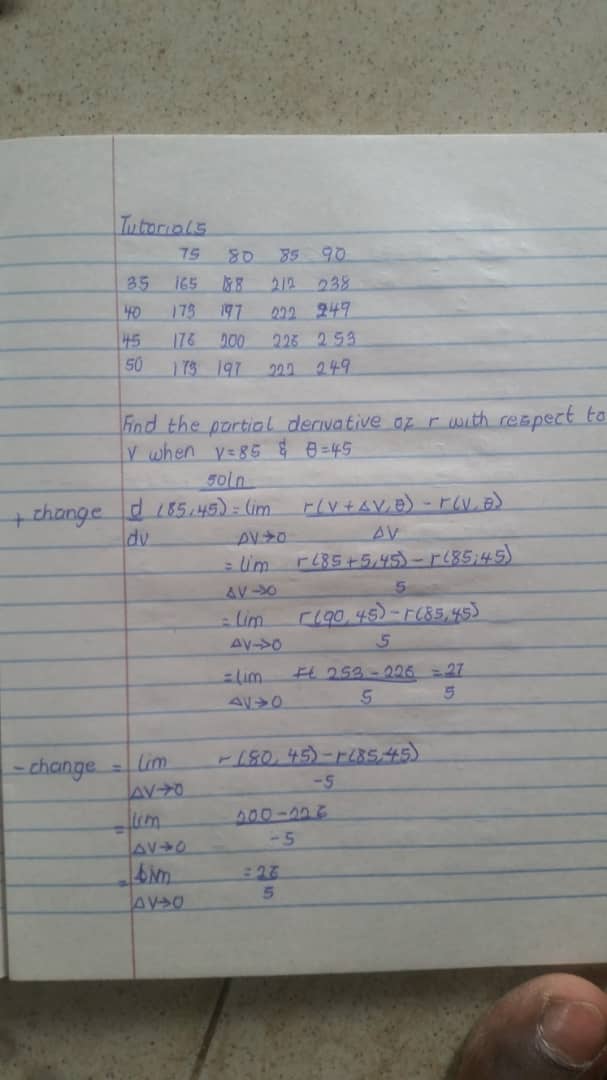 Tutorials
75 80 85 90
35 165 188 212 238
40 173 197 222 249
45 176 200 226 253
50 173 197 222 249
Find the partial derivative of r with respect to
V when V=85 & θ=45
soln
+ change d (85,45) = lim r(V+ΔV,θ) - r(V,θ)
dv ΔV→0 ΔV
= lim r(85+5,45) - r(85,45)
ΔV→0 5
= lim r(90,45) - r(85,45)
ΔV→0 5
= lim 253-226 = 27
ΔV→0 5 5
- change = lim r(80,45) - r(85,45)
ΔV→0 -5
= lim 200-226
ΔV→0 -5
= lim = 26
ΔV→0 5